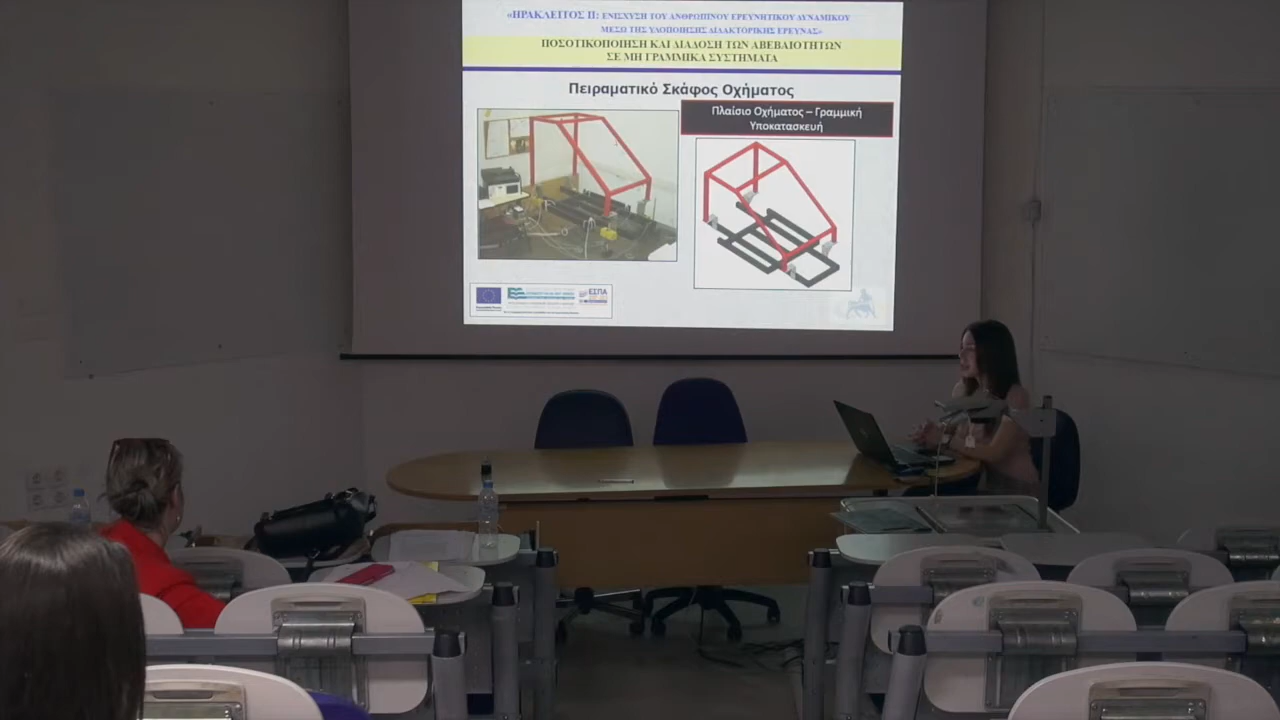 «ΗΡΑΚΛΕΙΤΟΣ ΙΙ: ΕΝΙΣΧΥΣΗ ΤΟΥ ΑΝΘΡΩΠΙΝΟΥ ΕΡΕΥΝΗΤΙΚΟΥ ΔΥΝΑΜΙΚΟΥ
ΜΕΣΩ ΤΗΣ ΥΛΟΠΟΙΗΣΗΣ ΔΙΔΑΚΤΟΡΙΚΗΣ ΕΡΕΥΝΑΣ»
ΠΟΣΟΤΙΚΟΠΟΙΗΣΗ ΚΑΙ ΔΙΑΔΟΣΗ ΤΩΝ ΑΒΕΒΑΙΟΤΗΤΩΝ
ΣΕ ΜΗ ΓΡΑΜΜΙΚΑ ΣΥΣΤΗΜΑΤΑ
Πειραματικό Σκάφος Οχήματος
Πλαίσιο Οχήματος – Γραμμική
Υποκατασκευή
ΕΣΠΑ